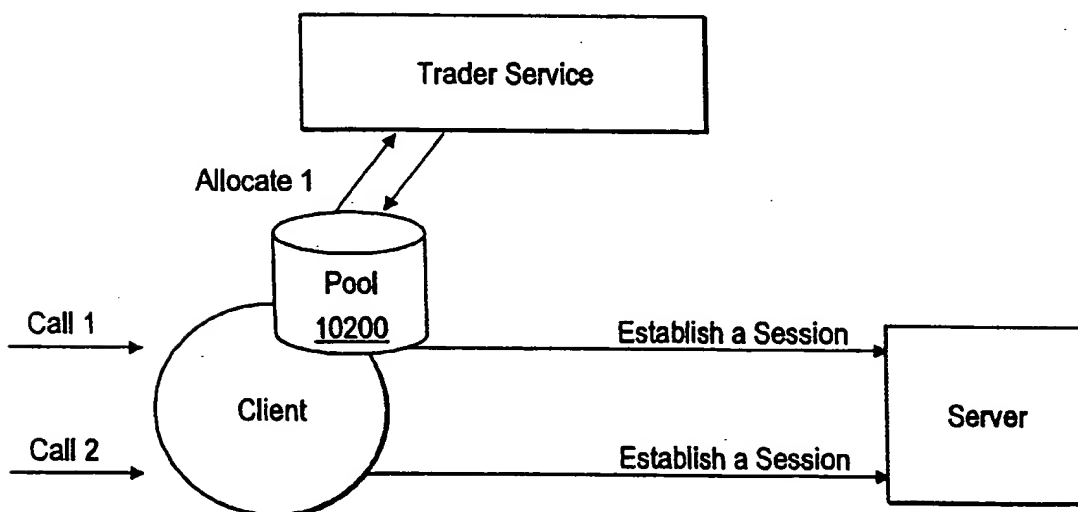 Trader Service
Allocate 1
Pool
10200
Call 1
Establish a Session
Client
Server
Call 2
Establish a Session